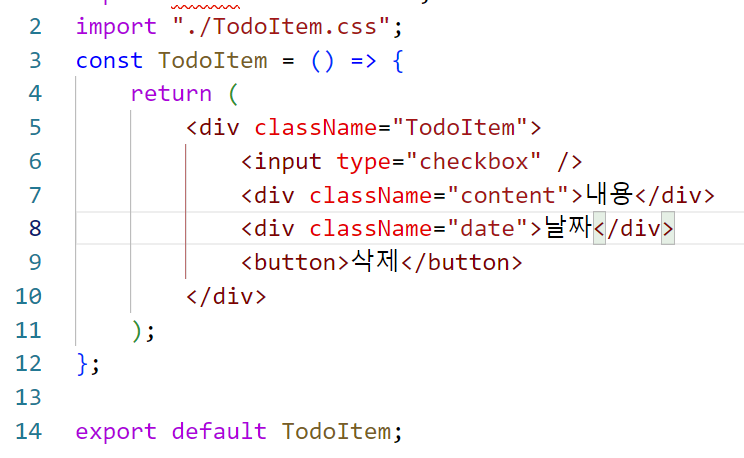 2 import "./TodoItem.css";
3 const TodoItem = () => {
4     return (
5         <div className="TodoItem">
6             <input type="checkbox" />
7             <div className="content">내용</div>
8             <div className="date">날짜</div>
9             <button>삭제</button>
10         </div>
11     );
12 };
13
14 export default TodoItem;